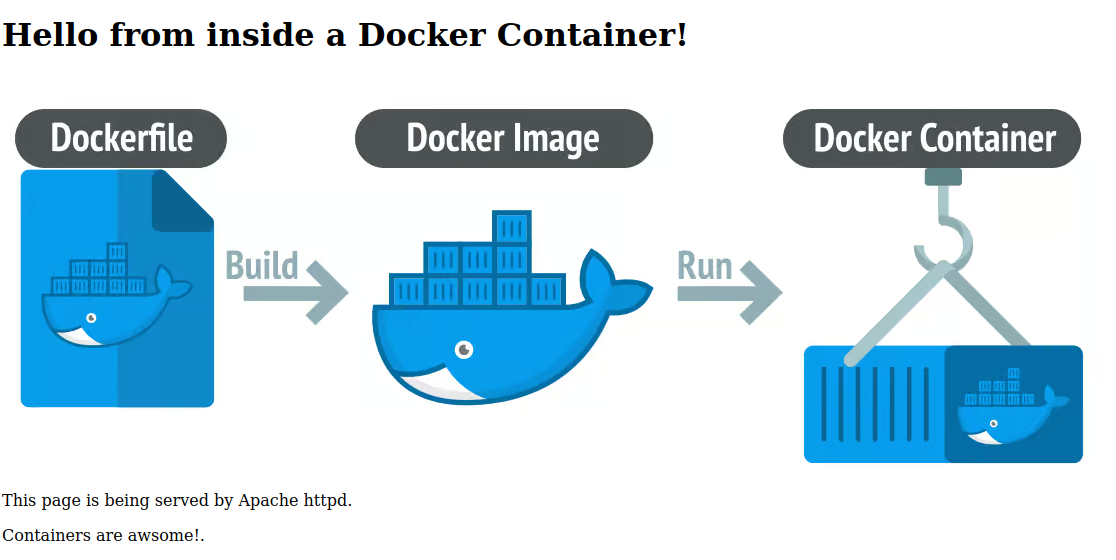 Hello from inside a Docker Container!
Dockerfile
Docker Image
Docker Container
Build
Run
This page is being served by Apache httpd.
Containers are awsome!.